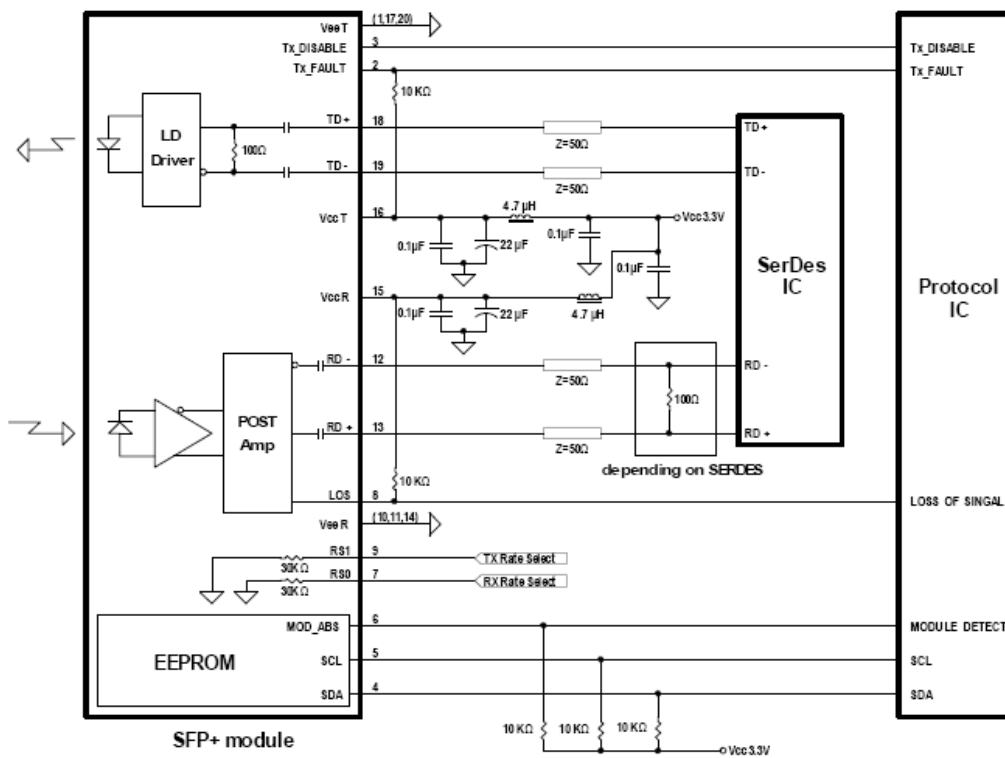 VeeT (1,17,20)
Tx_DISABLE 3 Tx_DISABLE
Tx_FAULT 2 Tx_FAULT
10 KΩ
TD+ 18 TD+
LD
Driver
100Ω
Z=50Ω
TD- 19 TD-
Z=50Ω
4.7 µH
VccT 16 Vcc3.3V
0.1µF 22 µF 0.1µF
0.1µF
SerDes
IC
Protocol
IC
VccR 15
0.1µF 22 µF 4.7 µH
RD - 12 RD -
Z=50Ω
100Ω
POST
Amp
RD + 13 RD +
Z=50Ω
depending on SERDES
10 KΩ
LOS 8 LOSS OF SINGAL
VeeR (10,11,14)
RS1 9 TX Rate Select
30KΩ
RS0 7 RX Rate Select
30KΩ
MOD_ABS 6 MODULE DETECT
EEPROM
SCL 5 SCL
SDA 4 SDA
10 KΩ 10 KΩ 10 KΩ
SFP+ module
Vcc3.3V